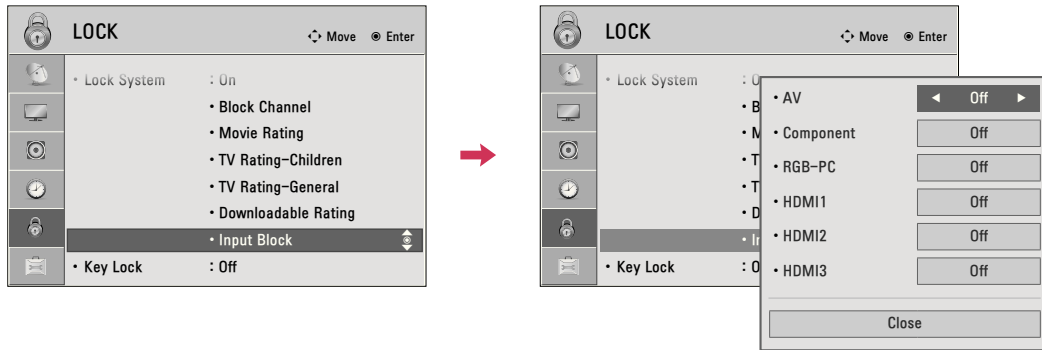 LOCK
Move Enter
• Lock System : On
• Block Channel
• Movie Rating
• TV Rating-Children
• TV Rating-General
• Downloadable Rating
• Input Block
• Key Lock : Off
LOCK
Move Enter
• Lock System
• Key Lock
• AV ◄ Off ►
• Component Off
• RGB-PC Off
• HDMI1 Off
• HDMI2 Off
• HDMI3 Off
Close